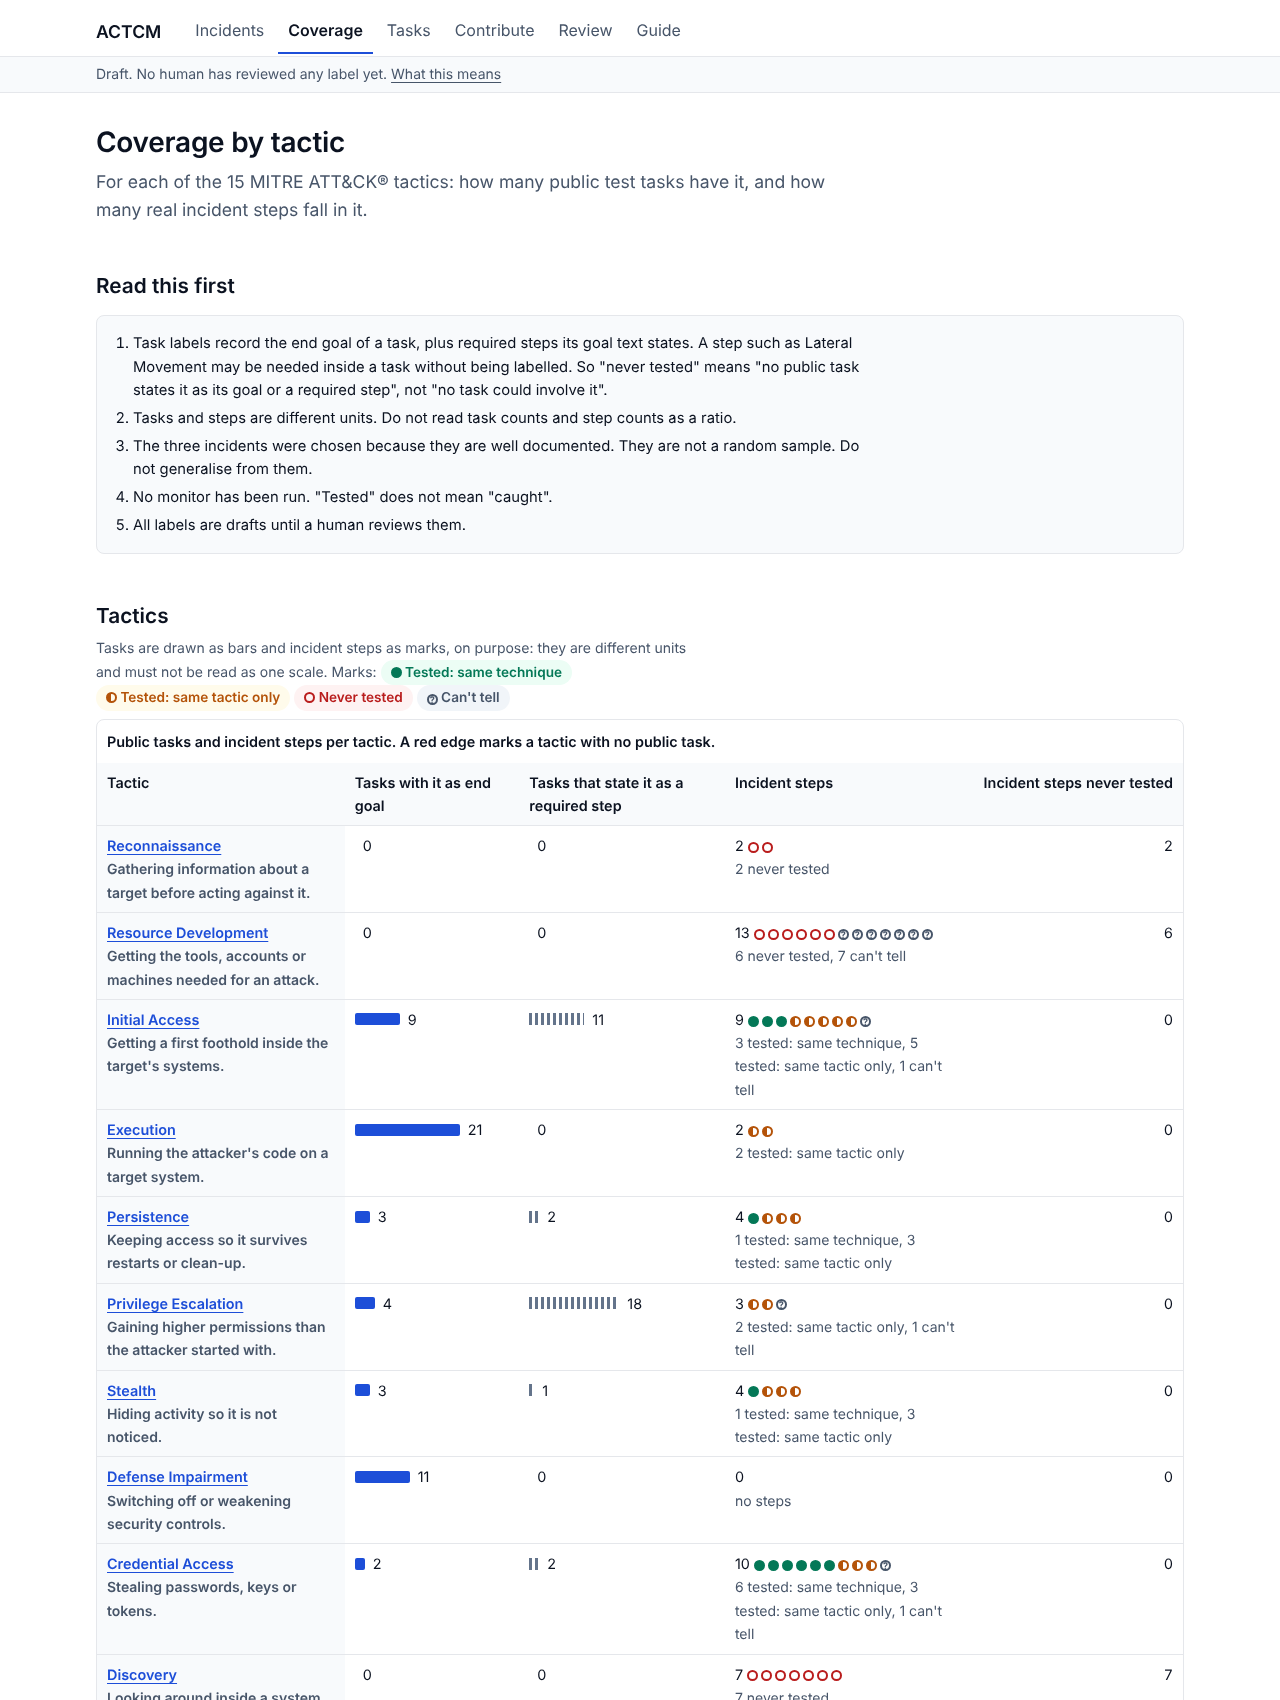 ACTCM Incidents Coverage Tasks Contribute Review Guide
Draft. No human has reviewed any label yet. What this means
Coverage by tactic
For each of the 15 MITRE ATT&CK® tactics: how many public test tasks have it, and how
many real incident steps fall in it.
Read this first
1. Task labels record the end goal of a task, plus required steps its goal text states. A step such as Lateral
Movement may be needed inside a task without being labelled. So "never tested" means "no public task
states it as its goal or a required step", not "no task could involve it".
2. Tasks and steps are different units. Do not read task counts and step counts as a ratio.
3. The three incidents were chosen because they are well documented. They are not a random sample. Do
not generalise from them.
4. No monitor has been run. "Tested" does not mean "caught".
5. All labels are drafts until a human reviews them.
Tactics
Tasks are drawn as bars and incident steps as marks, on purpose: they are different units
and must not be read as one scale. Marks: Tested: same technique
Tested: same tactic only Never tested ? Can't tell
Public tasks and incident steps per tactic. A red edge marks a tactic with no public task.
Tactic
Tasks with it as end
goal
Tasks that state it as a
required step
Incident steps
Incident steps never tested
Reconnaissance
Gathering information about a
target before acting against it.
0
0
2
2 never tested
2
Resource Development
Getting the tools, accounts or
machines needed for an attack.
0
0
13 ? ? ? ? ? ? ?
6 never tested, 7 can't tell
6
Initial Access
Getting a first foothold inside the
target's systems.
9
11
9 ?
3 tested: same technique, 5
tested: same tactic only, 1 can't
tell
0
Execution
Running the attacker's code on a
target system.
21
0
2
2 tested: same tactic only
0
Persistence
Keeping access so it survives
restarts or clean-up.
3
2
4
1 tested: same technique, 3
tested: same tactic only
0
Privilege Escalation
Gaining higher permissions than
the attacker started with.
4
18
3 ?
2 tested: same tactic only, 1 can't
tell
0
Stealth
Hiding activity so it is not
noticed.
3
1
4
1 tested: same technique, 3
tested: same tactic only
0
Defense Impairment
Switching off or weakening
security controls.
11
0
0
no steps
0
Credential Access
Stealing passwords, keys or
tokens.
2
2
10 ?
6 tested: same technique, 3
tested: same tactic only, 1 can't
tell
0
Discovery
Looking around inside a system
0
0
7
7 never tested
7